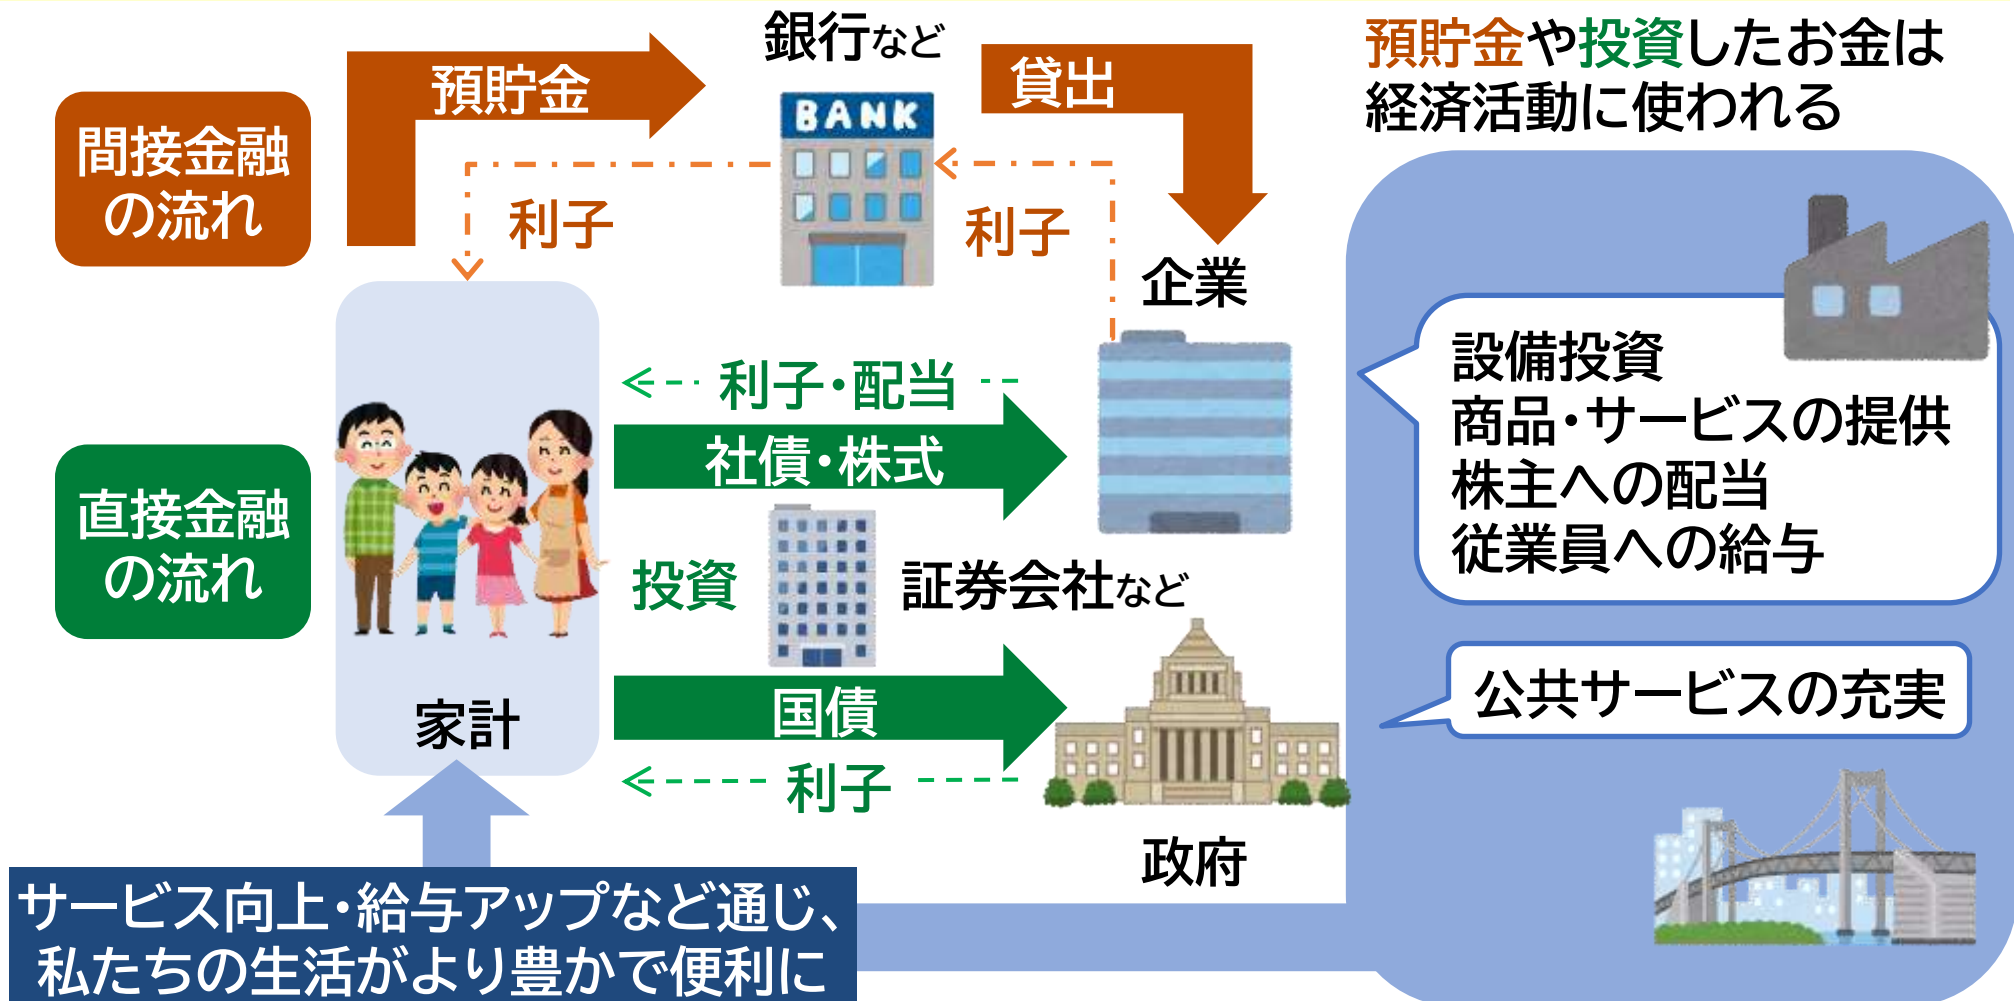 間接金融
の流れ
預貯金
銀行など
BANK
貸出
利子
利子
企業
直接金融
の流れ
家計
利子・配当
社債・株式
投資
証券会社など
国債
利子
政府
預貯金や投資したお金は
経済活動に使われる
設備投資
商品・サービスの提供
株主への配当
従業員への給与
公共サービスの充実
サービス向上・給与アップなど通じ、
私たちの生活がより豊かで便利に